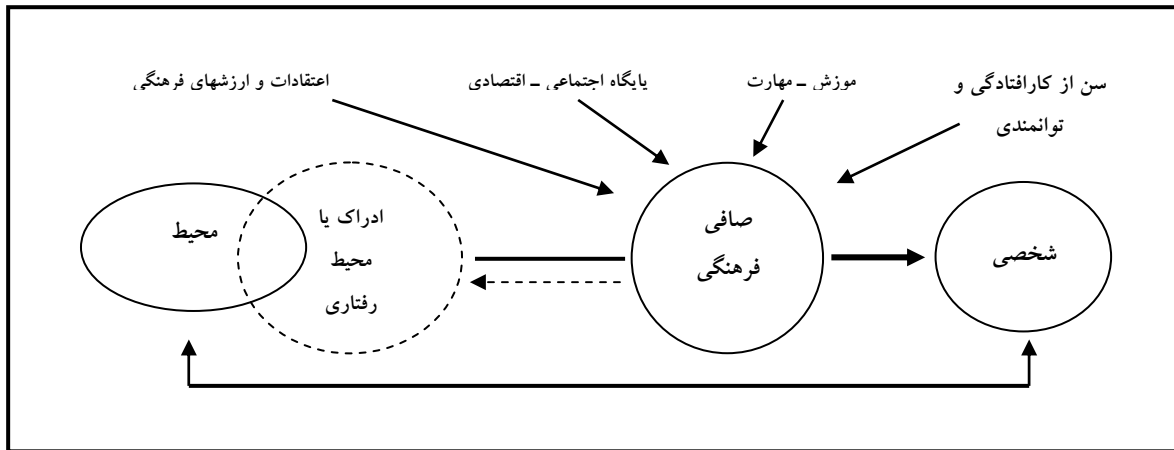 سن از کارافتادگی و
توانمندی
موزش ـ مهارت
پایگاه اجتماعی ـ اقتصادی
اعتقادات و ارزشهای فرهنگی
شخصی
صافی
فرهنگی
ادراک یا
محیط
رفتاری
محیط